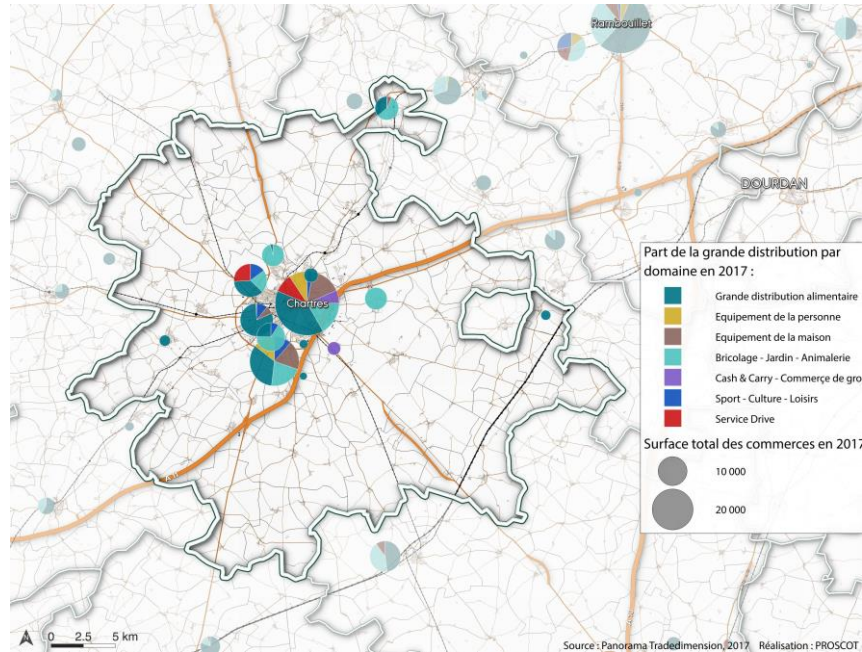 Rambouillet
DOURDAN
Chartres
Part de la grande distribution par
domaine en 2017 :
Grande distribution alimentaire
Equipement de la personne
Equipement de la maison
Bricolage - Jardin - Animalerie
Cash & Carry - Commerçe de gro
Sport - Culture - Loisirs
Service Drive
Surface total des commerces en 2017
10 000
20 000
0 2.5 5 km
Source : Panorama Tradedimension, 2017 Réalisation : PROSCOT